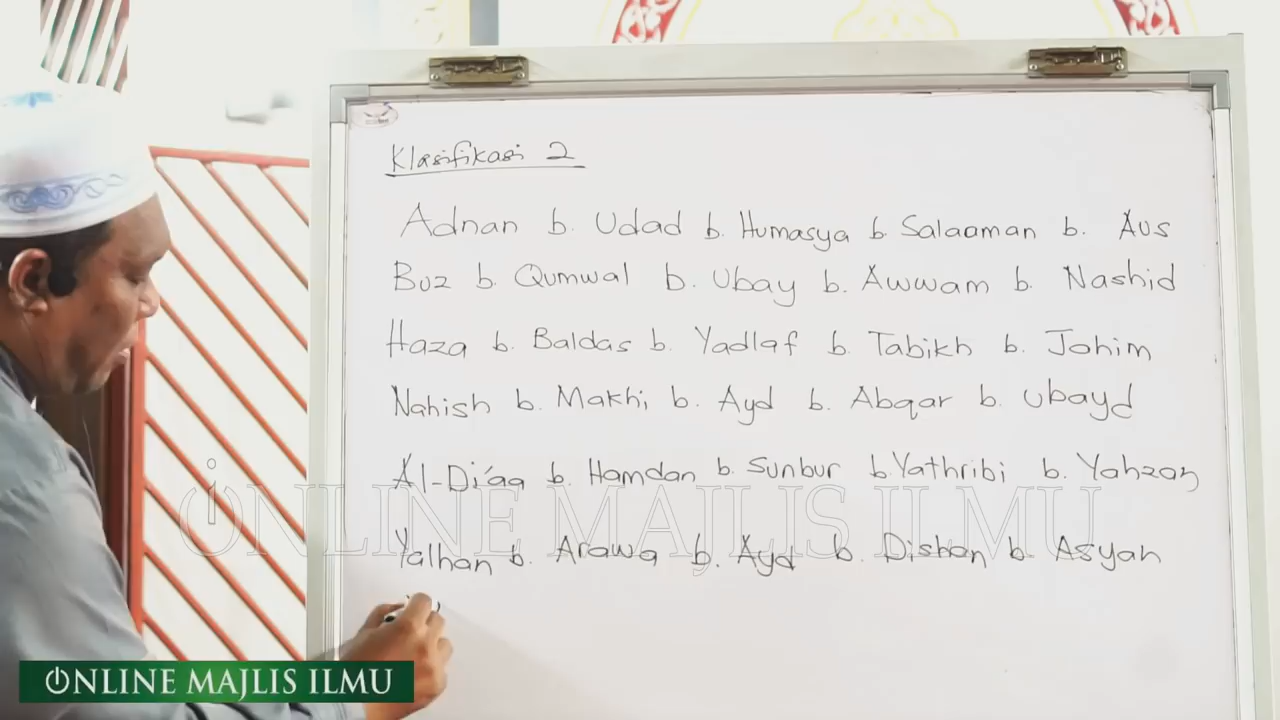 Klasifikasi 2
Adnan b. Udad b. Humasya b. Salaaman b. Aus
Buz b. Qumwal b. Ubay b. Awwam b. Nashid
Haza b. Baldas b. Yadlaf b. Tabikh b. Johim
Nahish b. Makhi b. Ayd b. Abqar b. Ubayd
Al-Di'aa b. Hamdan b. Sunbur b. Yathribi b. Yahzan
ONLINE MAJLIS ILMU
Yalhan b. Arawa b. Ayd b. Dishan b. Asyah
ONLINE MAJLIS ILMU